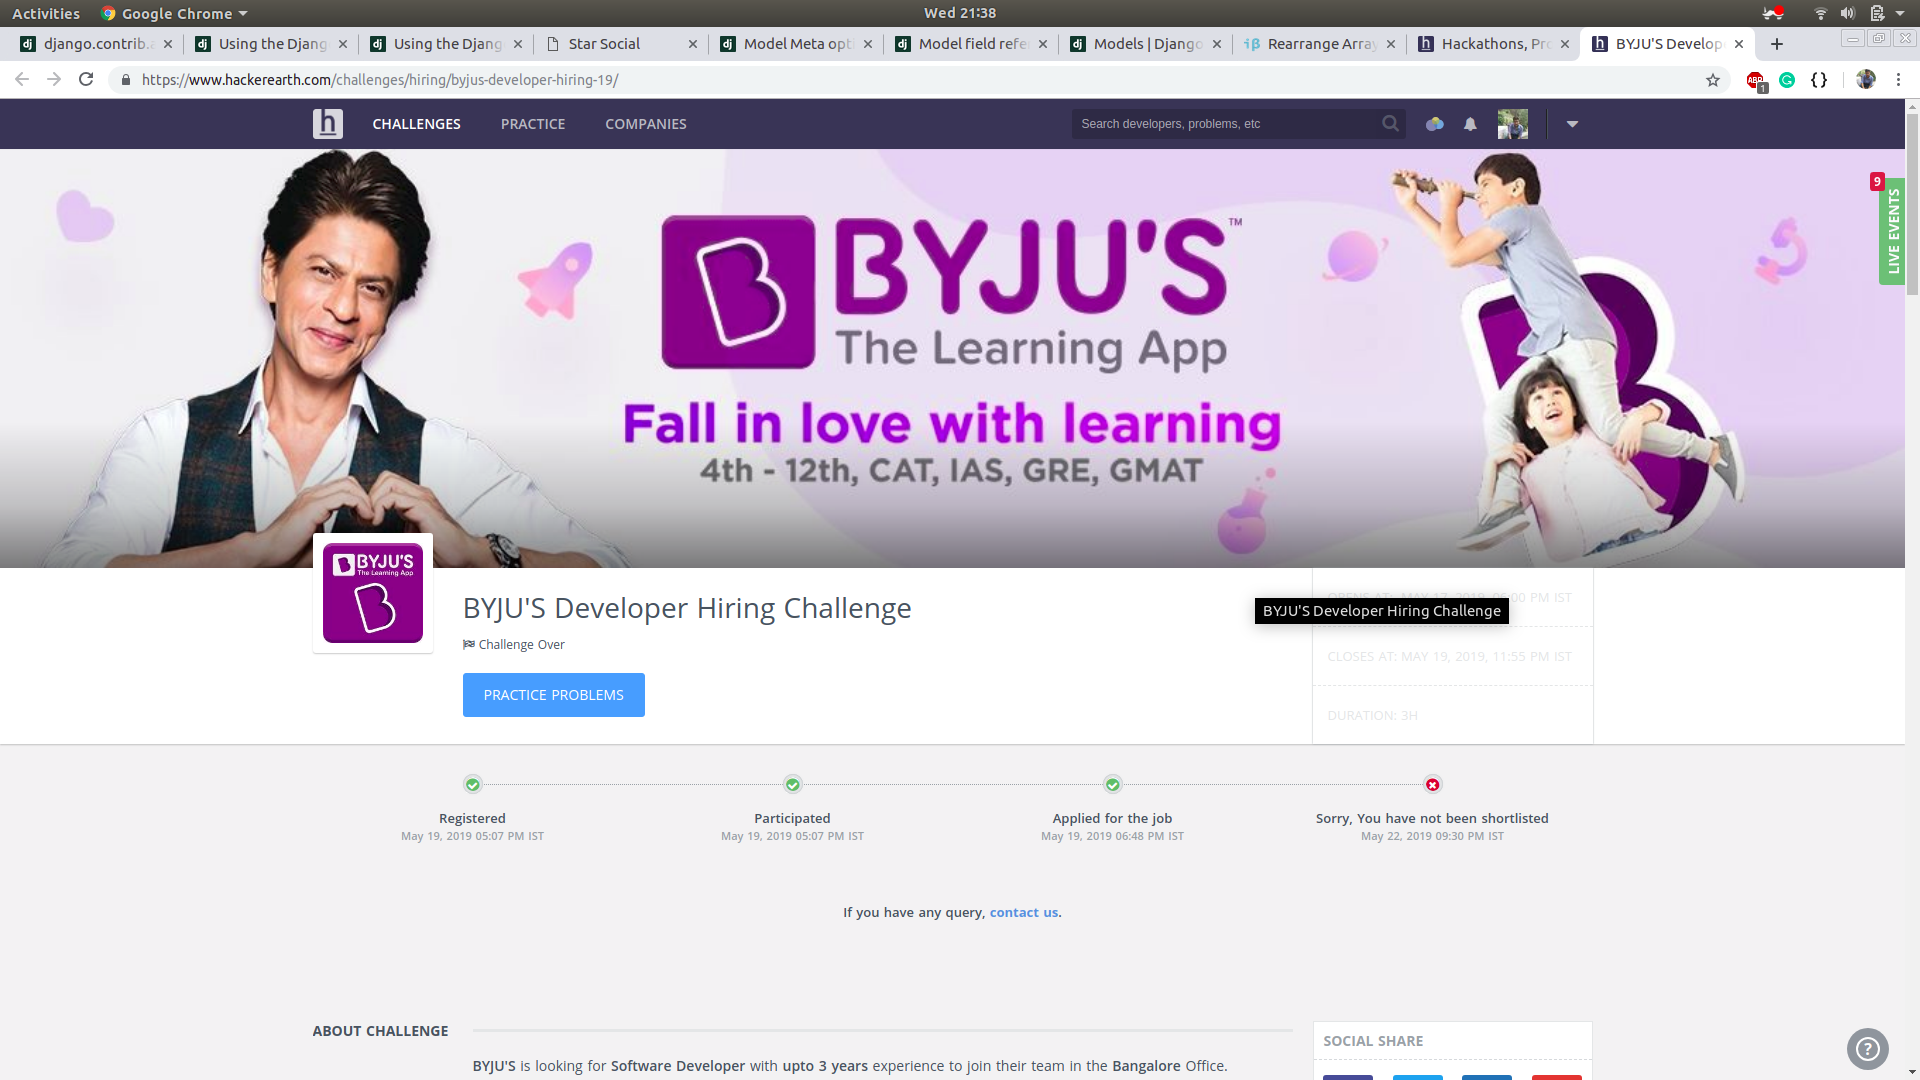 Activities
Google Chrome
Wed 21:38
django.contrib.a
Using the Djang
Using the Djang
Star Social
Model Meta opt
Model field refe
Models | Django
Rearrange Array
Hackathons, Pro
BYJU'S Develop
https://www.hackerearth.com/challenges/hiring/byjus-developer-hiring-19/
ABP
1
h
CHALLENGES
PRACTICE
COMPANIES
Search developers, problems, etc
9
LIVE EVENTS
BYJU'S™
The Learning App
Fall in love with learning
4th - 12th, CAT, IAS, GRE, GMAT
BYJU'S
The Learning App
BYJU'S Developer Hiring Challenge
Challenge Over
PRACTICE PROBLEMS
BYJU'S Developer Hiring Challenge
00 PM IST
CLOSES AT: MAY 19, 2019, 11:55 PM IST
DURATION: 3H
Registered
May 19, 2019 05:07 PM IST
Participated
May 19, 2019 05:07 PM IST
Applied for the job
May 19, 2019 06:48 PM IST
Sorry, You have not been shortlisted
May 22, 2019 09:30 PM IST
If you have any query, contact us.
ABOUT CHALLENGE
BYJU'S is looking for Software Developer with upto 3 years experience to join their team in the Bangalore Office.
SOCIAL SHARE
?